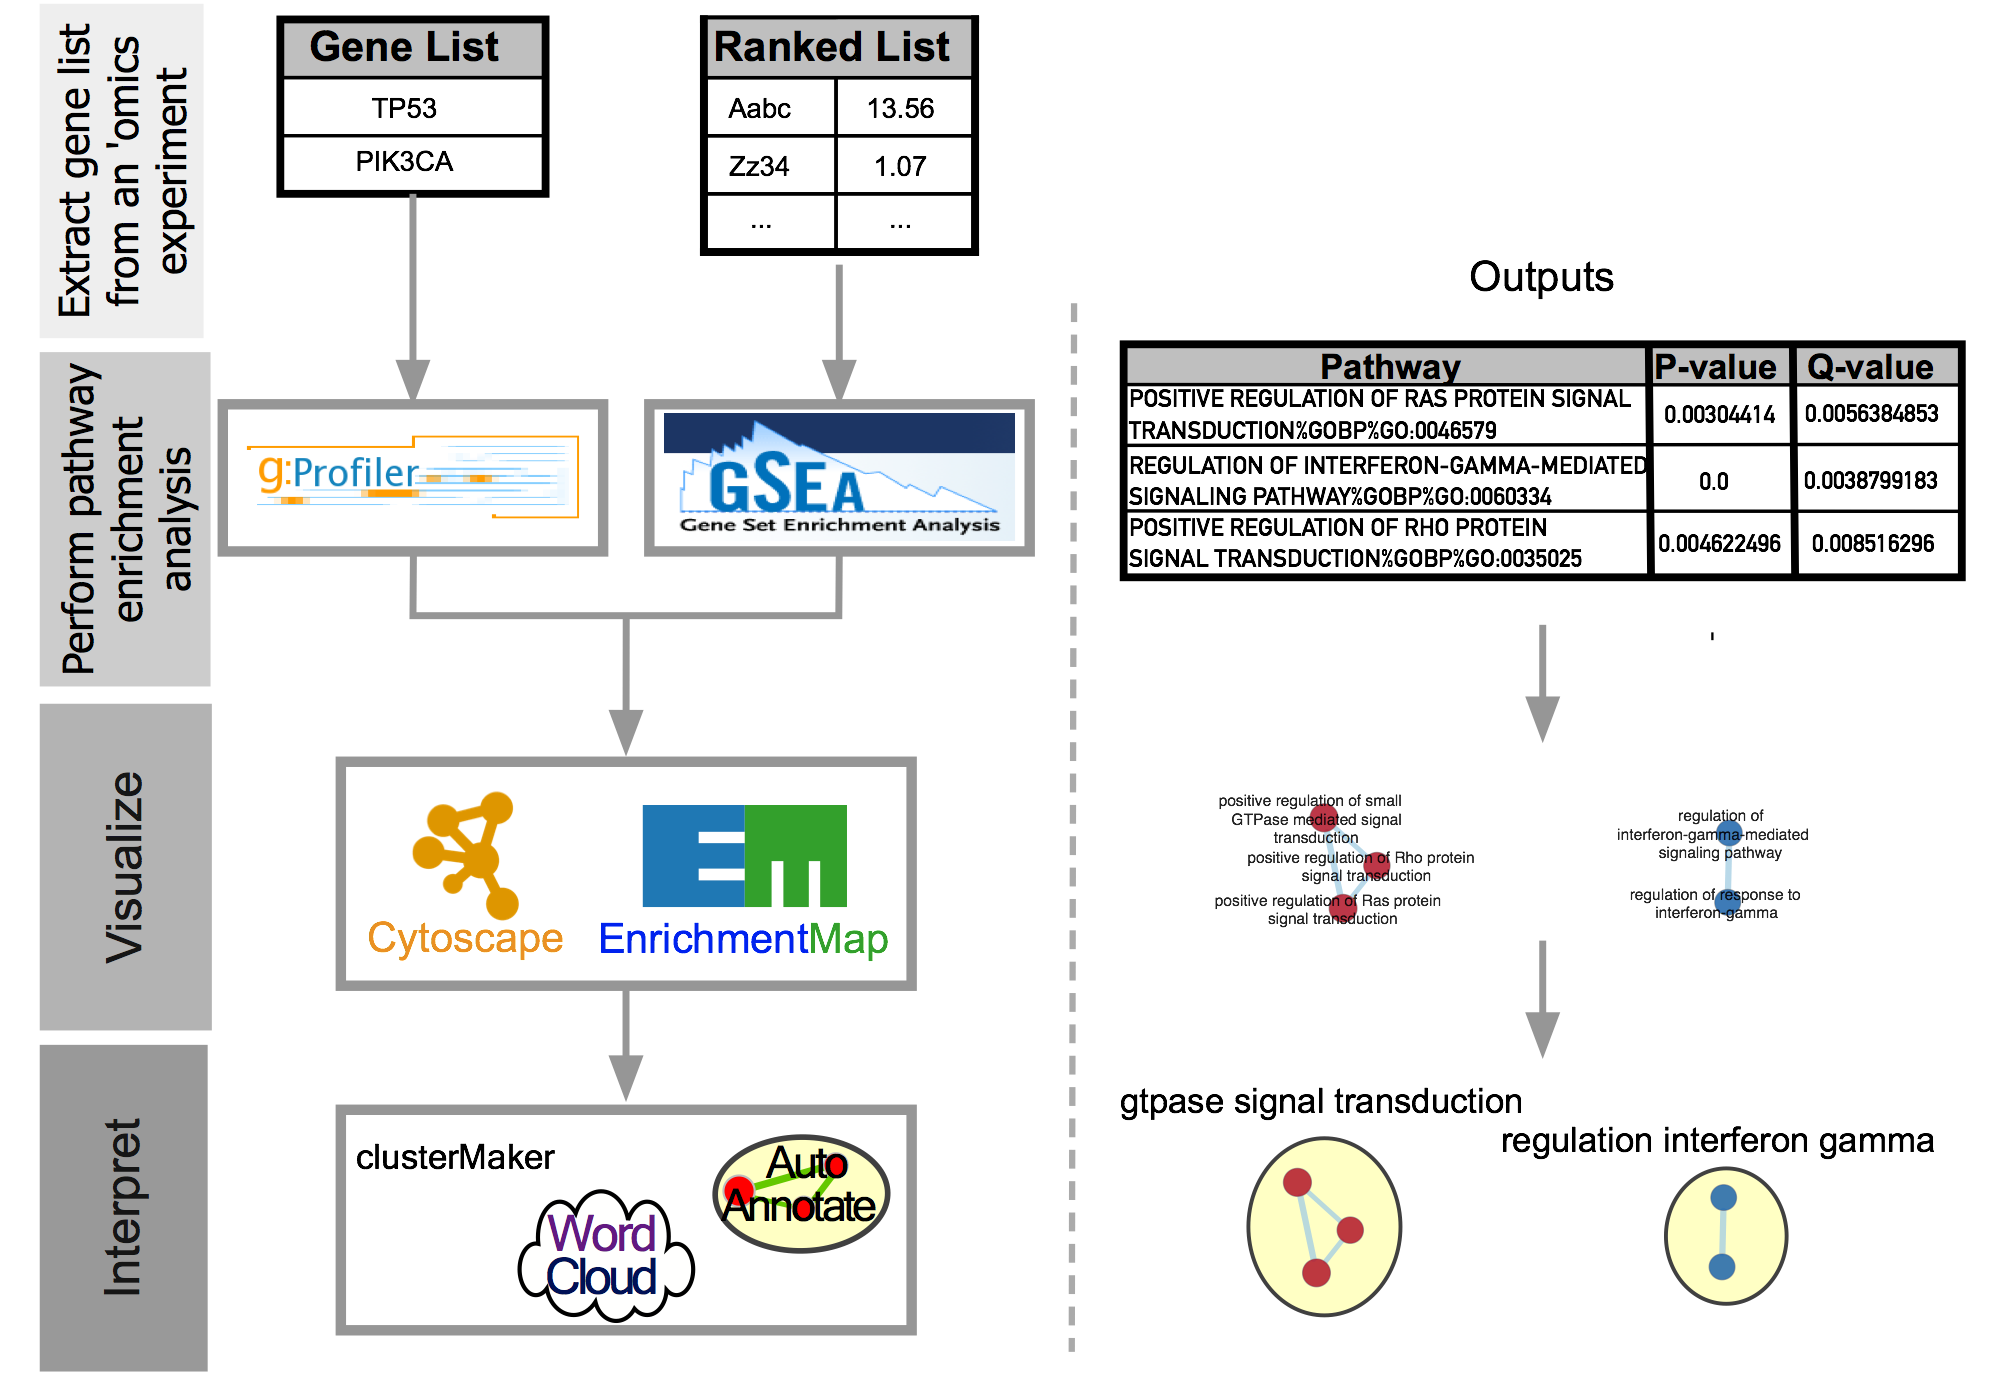 Extract gene list
from an 'omics
experiment
Gene List
TP53
PIK3CA
Ranked List
Aabc 13.56
Zz34 1.07
... ...
Perform pathway
enrichment
analysis
g:Profiler
GSEA
Gene Set Enrichment Analysis
Visualize
Cytoscape
EM
EnrichmentMap
Interpret
clusterMaker
Word
Cloud
Auto
Annotate
Outputs
Pathway P-value Q-value
POSITIVE REGULATION OF RAS PROTEIN SIGNAL
TRANSDUCTION%GOBP%GO:0046579
0.00304414 0.0056384853
REGULATION OF INTERFERON-GAMMA-MEDIATED
SIGNALING PATHWAY%GOBP%GO:0060334
0.0 0.0038799183
POSITIVE REGULATION OF RHO PROTEIN
SIGNAL TRANSDUCTION%GOBP%GO:0035025
0.004622496 0.008516296
positive regulation of small
GTPase mediated signal
transduction
positive regulation of Rho protein
signal transduction
positive regulation of Ras protein
signal transduction
regulation of
interferon-gamma-mediated
signaling pathway
regulation of response to
interferon-gamma
gtpase signal transduction
regulation interferon gamma